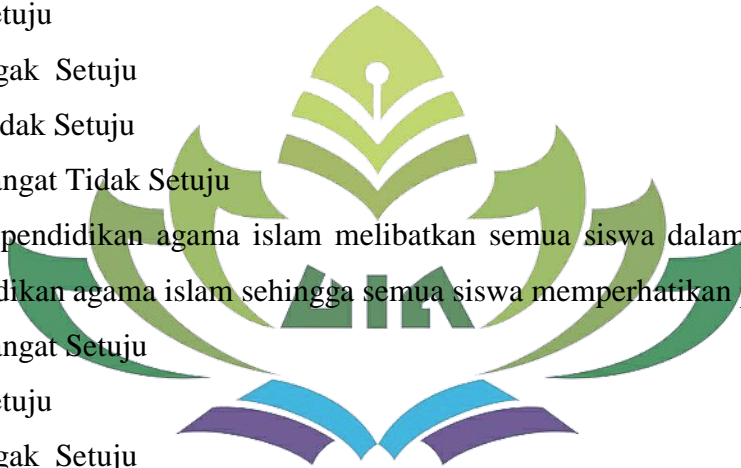 etuju
gak Setuju
dak Setuju
angat Tidak Setuju
pendidikan agama islam melibatkan semua siswa dalam
dikan agama islam sehingga semua siswa memperhatikan
angat Setuju
etuju
gak Setuju